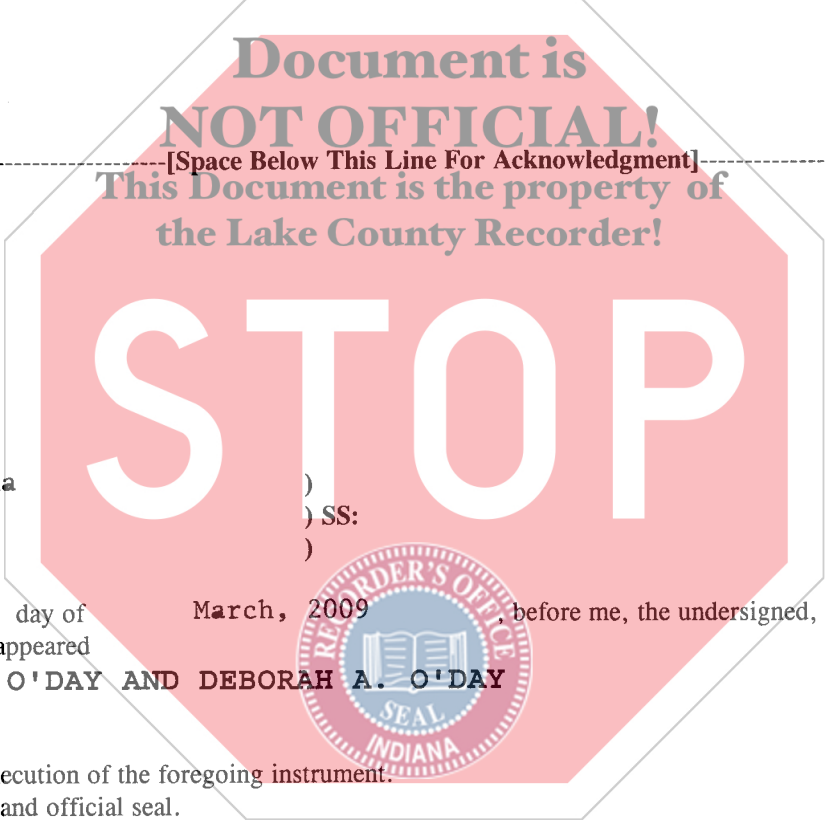 Document is
NOT OFFICIAL!
[Space Below This Line For Acknowledgment]
This Document is the property of
the Lake County Recorder!
STOP
a )
) SS:
)
day of March, 2009 , before me, the undersigned,
appeared
O'DAY AND DEBORAH A. O'DAY
RECORDER'S OFFICE
SEAL
INDIANA
ecution of the foregoing instrument.
and official seal.